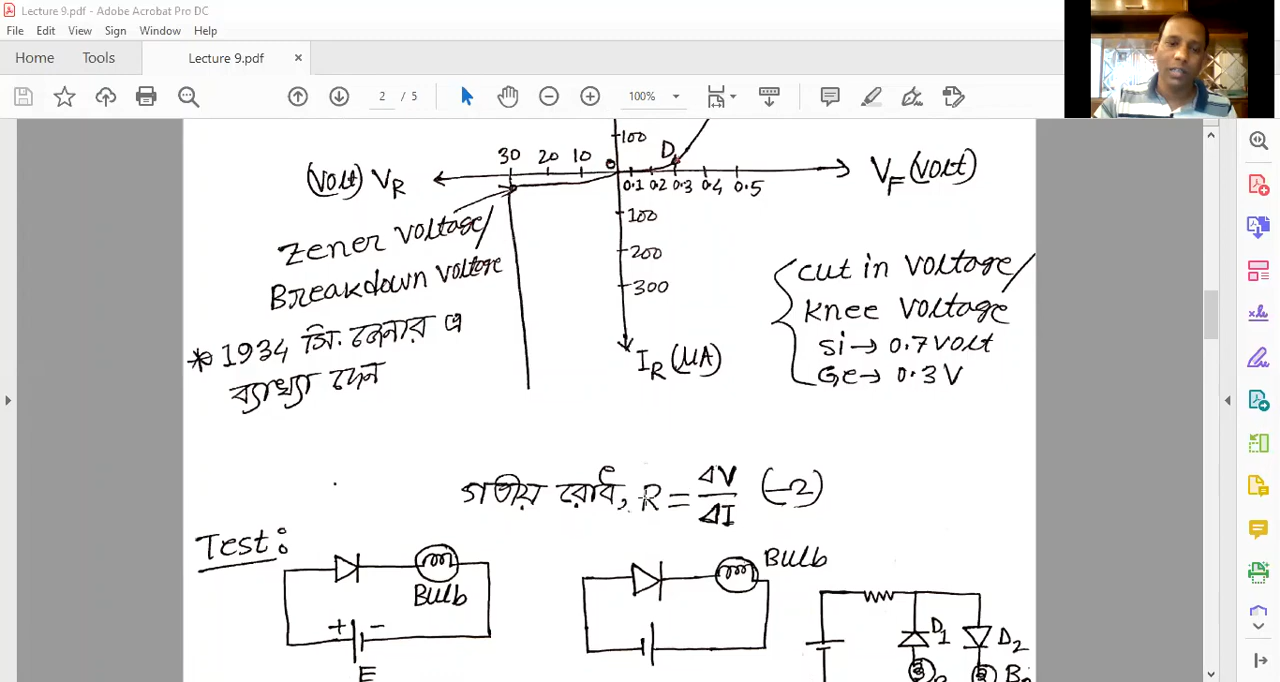 Lecture 9.pdf - Adobe Acrobat Pro DC
File Edit View Sign Window Help
Home Tools Lecture 9.pdf ×
2 / 5 100%
100
30 20 10 0 D
(Volt) VR
0.1 0.2 0.3 0.4 0.5
VF (volt)
100
200
300
IR (μA)
Zener voltage/
Breakdown voltage
* 1934 সি. জেনার এ
ব্যাখ্যা দেন
cut in voltage/
Knee voltage
Si → 0.7 volt
Ge → 0.3 V
গতীয় রোধ, R = ΔV/ΔI (-2)
Test:
Bulb
+ -
E
Bulb
D1
D2